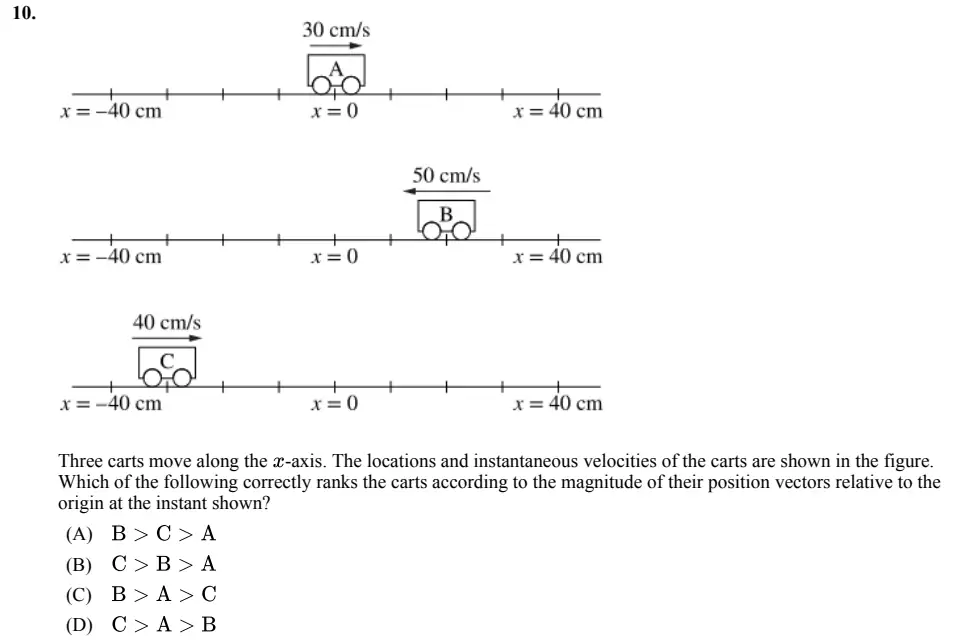 10.
30 cm/s
A
x = –40 cm x = 0 x = 40 cm
50 cm/s
B
x = –40 cm x = 0 x = 40 cm
40 cm/s
C
x = –40 cm x = 0 x = 40 cm
Three carts move along the x-axis. The locations and instantaneous velocities of the carts are shown in the figure.
Which of the following correctly ranks the carts according to the magnitude of their position vectors relative to the
origin at the instant shown?
(A) B > C > A
(B) C > B > A
(C) B > A > C
(D) C > A > B